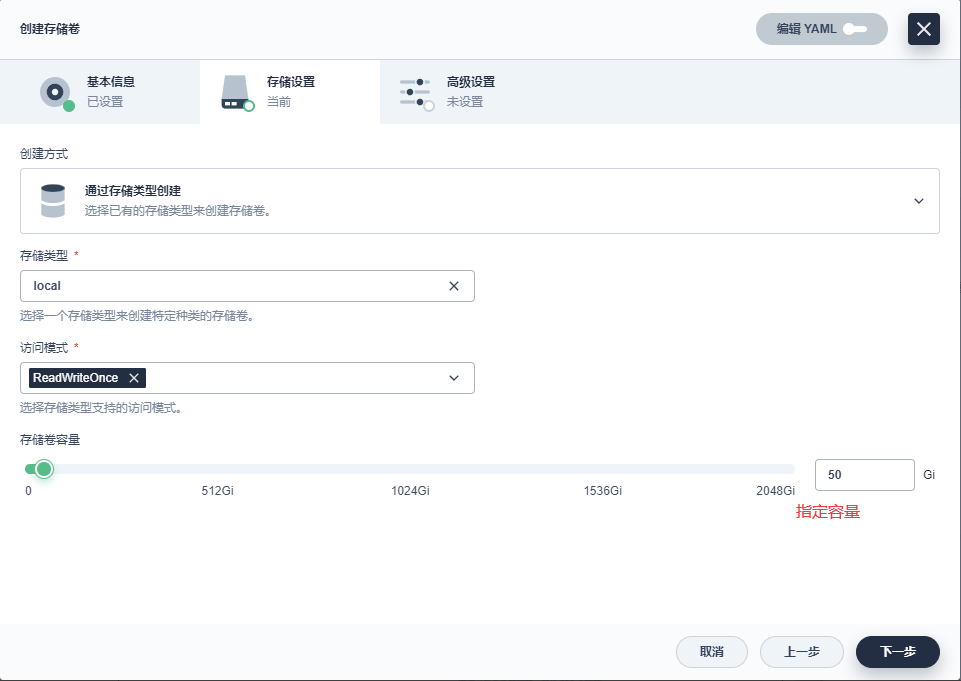 创建存储卷
编辑 YAML
基本信息
已设置
存储设置
当前
高级设置
未设置
创建方式
通过存储类型创建
选择已有的存储类型来创建存储卷。
存储类型 *
local
选择一个存储类型来创建特定种类的存储卷。
访问模式 *
ReadWriteOnce
选择存储类型支持的访问模式。
存储卷容量
50 Gi
0 512Gi 1024Gi 1536Gi 2048Gi
指定容量
取消 上一步 下一步